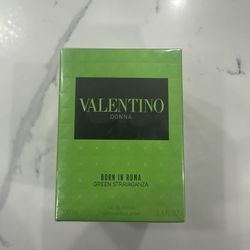 VALENTINO
DONNA
BORN IN ROMA
GREEN STRAVAGANZA